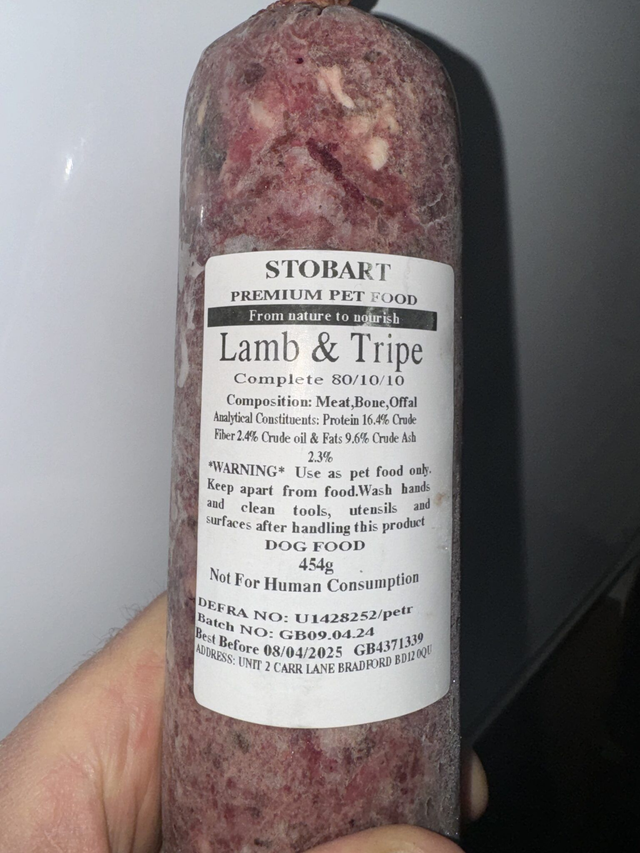 STOBART
PREMIUM PET FOOD
From nature to nourish
Lamb & Tripe
Complete 80/10/10
Composition: Meat,Bone,Offal
Analytical Constituents: Protein 16.4% Crude
Fiber 2.4% Crude oil & Fats 9.6% Crude Ash
2.3%
*WARNING* Use as pet food only.
Keep apart from food.Wash hands
and clean tools, utensils and
surfaces after handling this product
DOG FOOD
454g
Not For Human Consumption
DEFRA NO: U1428252/petr
Batch NO: GB09.04.24
Best Before 08/04/2025 GB4371339
ADDRESS: UNIT 2 CARR LANE BRADFORD BD12 0QU